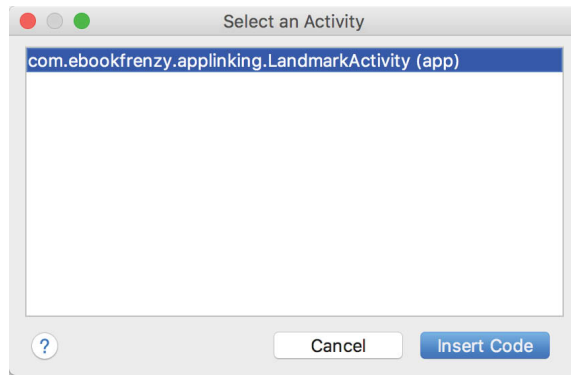 Select an Activity
com.ebookfrenzy.applinking.LandmarkActivity (app)
? Cancel Insert Code